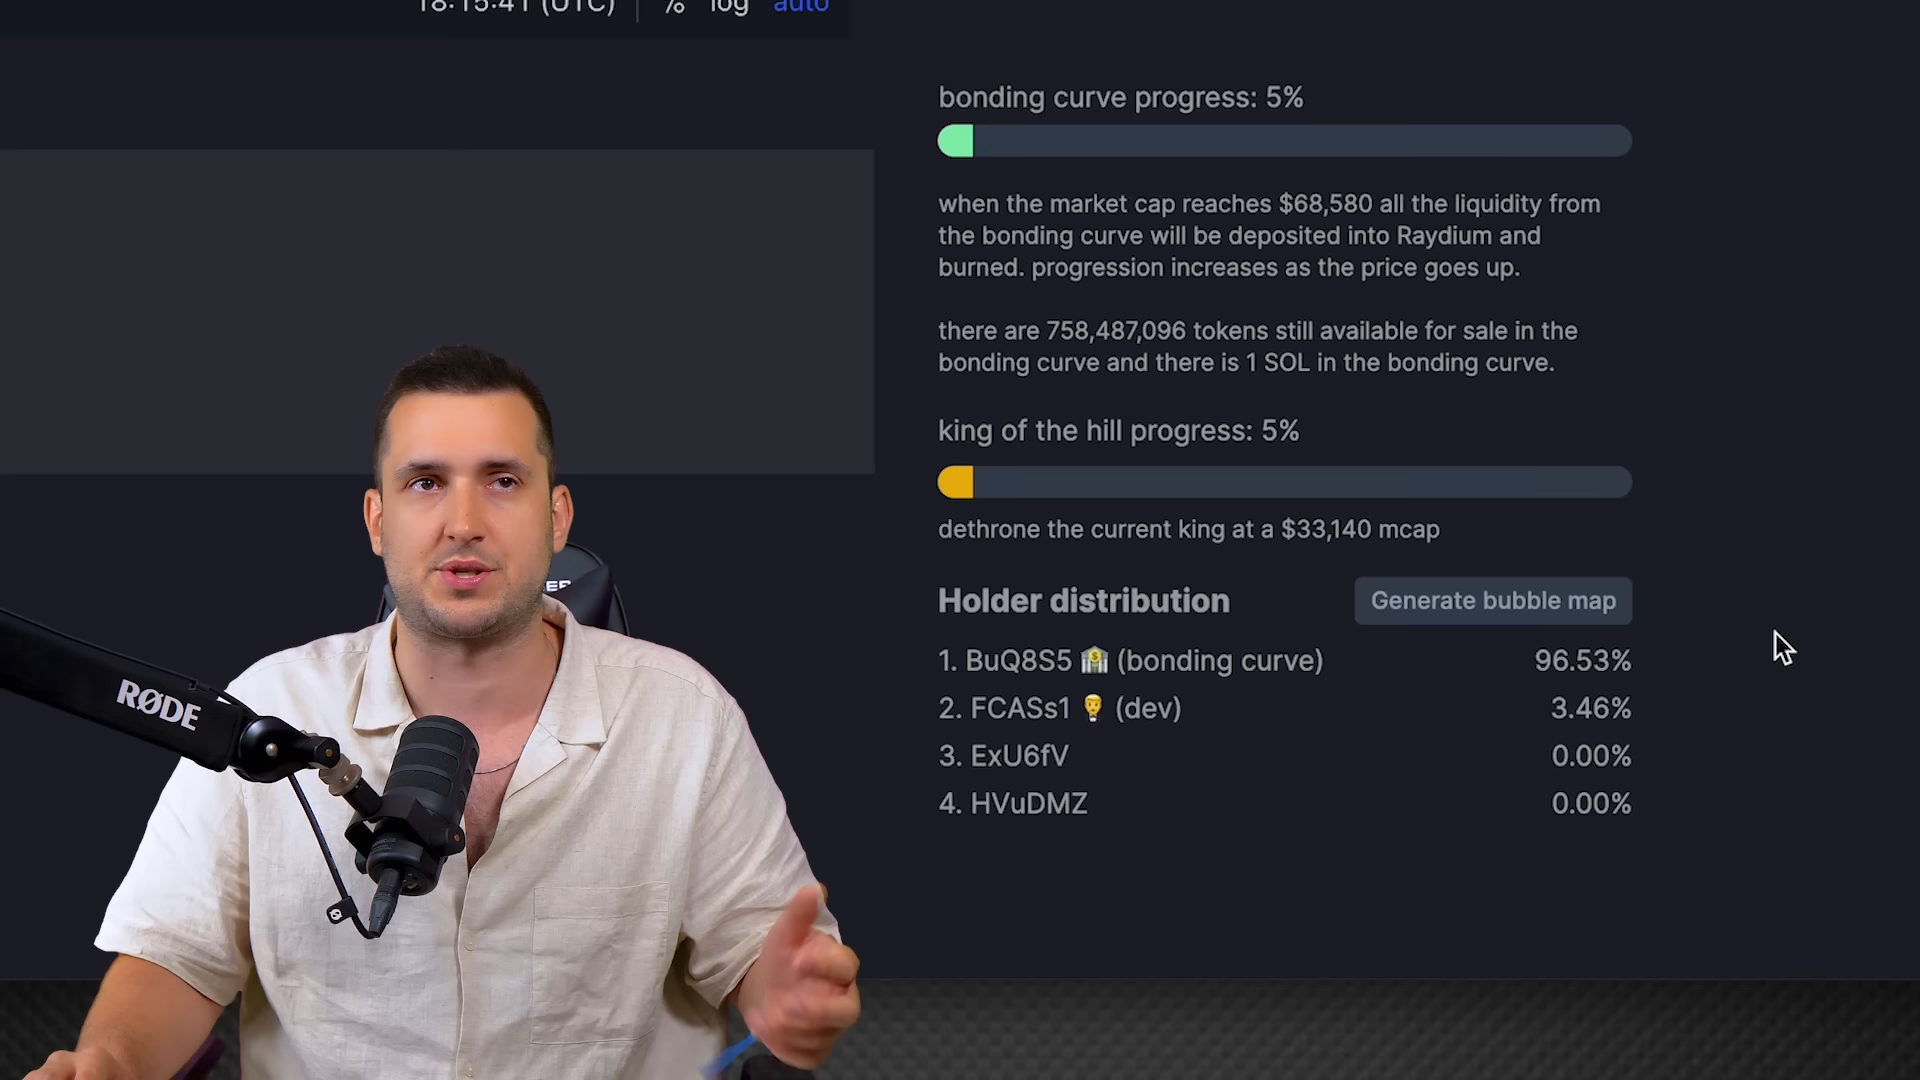 18:15:41 (UTC) % log auto
bonding curve progress: 5%
when the market cap reaches $68,580 all the liquidity from
the bonding curve will be deposited into Raydium and
burned. progression increases as the price goes up.
there are 758,487,096 tokens still available for sale in the
bonding curve and there is 1 SOL in the bonding curve.
king of the hill progress: 5%
dethrone the current king at a $33,140 mcap
Holder distribution
Generate bubble map
1. BuQ8S5 🏦 (bonding curve) 96.53%
2. FCASs1 (dev) 3.46%
3. ExU6fV 0.00%
4. HVuDMZ 0.00%
RØDE
ER